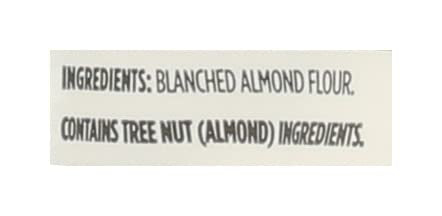 INGREDIENTS: BLANCHED ALMOND FLOUR.
CONTAINS TREE NUT (ALMOND) INGREDIENTS.